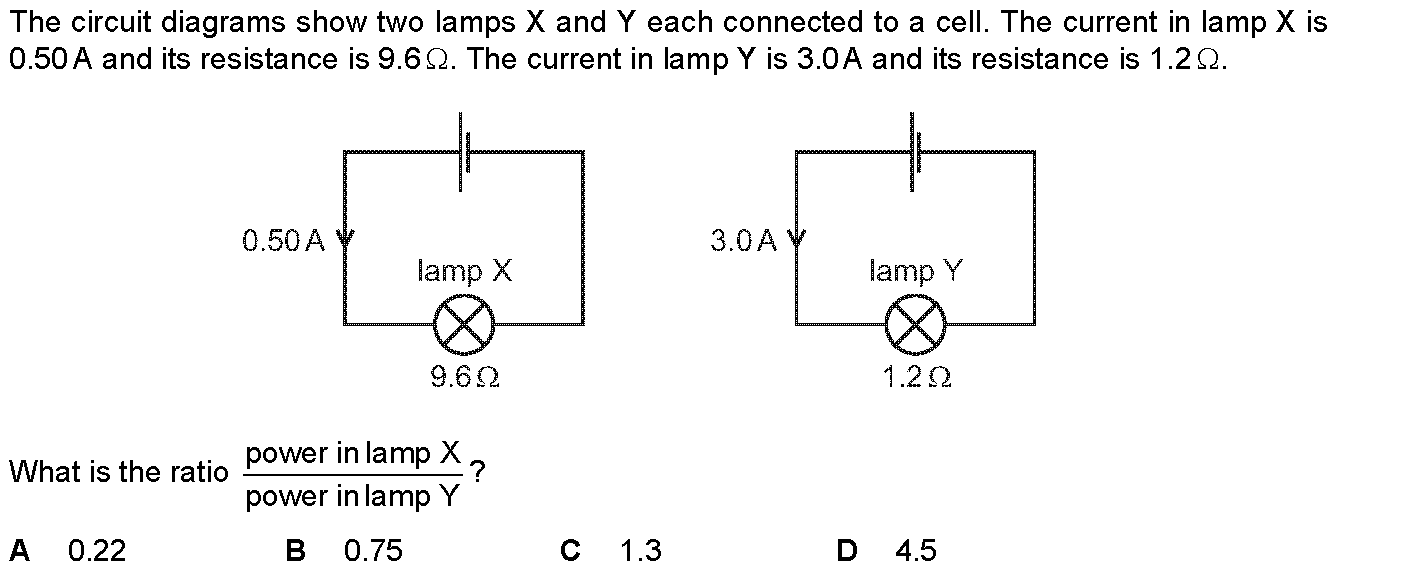 The circuit diagrams show two lamps X and Y each connected to a cell. The current in lamp X is
0.50 A and its resistance is 9.6 Ω. The current in lamp Y is 3.0 A and its resistance is 1.2 Ω.
0.50 A
lamp X
9.6 Ω
3.0 A
lamp Y
1.2 Ω
What is the ratio power in lamp X / power in lamp Y ?
A 0.22 B 0.75 C 1.3 D 4.5